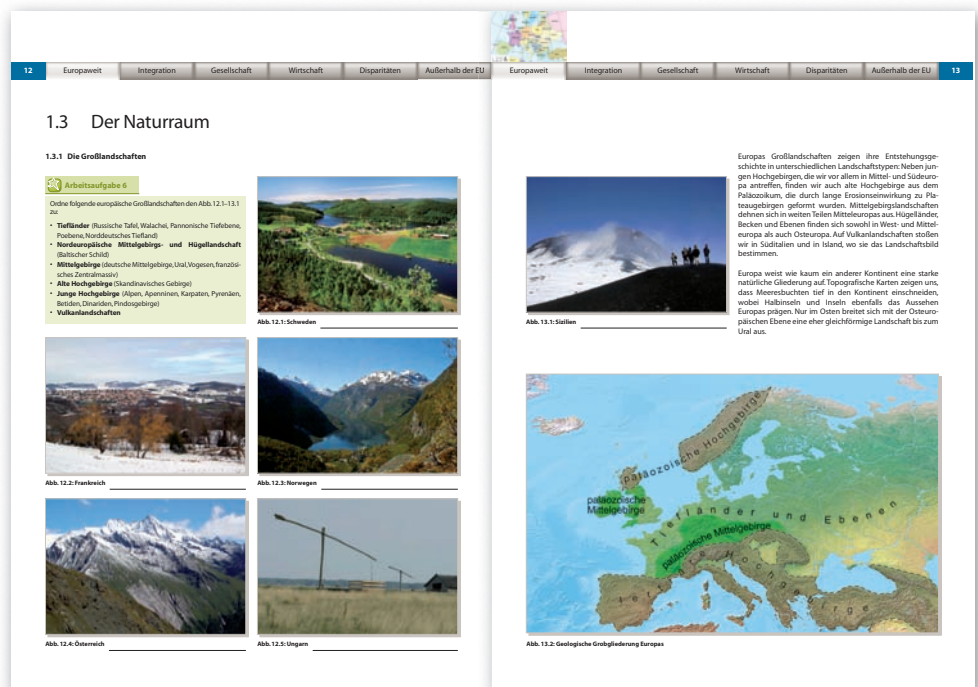 12 Europaweit Integration Gesellschaft Wirtschaft Disparitäten Außerhalb der EU
1.3 Der Naturraum
1.3.1 Die Großlandschaften
Arbeitsaufgabe 6
Ordne folgende europäische Großlandschaften den Abb. 12.1–13.1
zu:
• Tiefländer (Russische Tafel, Walachei, Pannonische Tiefebene,
Poebene, Norddeutsches Tiefland)
• Nordeuropäische Mittelgebirgs- und Hügellandschaft
(Baltischer Schild)
• Mittelgebirge (deutsche Mittelgebirge, Ural, Vogesen, französi-
sches Zentralmassiv)
• Alte Hochgebirge (Skandinavisches Gebirge)
• Junge Hochgebirge (Alpen, Apenninen, Karpaten, Pyrenäen,
Betiden, Dinariden, Pindosgebirge)
• Vulkanlandschaften
Abb. 12.1: Schweden
Abb. 12.2: Frankreich
Abb. 12.3: Norwegen
Abb. 12.4: Österreich
Abb. 12.5: Ungarn
Europaweit Integration Gesellschaft Wirtschaft Disparitäten Außerhalb der EU 13
Abb. 13.1: Sizilien
Europas Großlandschaften zeigen ihre Entstehungsge-
schichte in unterschiedlichen Landschaftstypen: Neben jun-
gen Hochgebirgen, die wir vor allem in Mittel- und Südeuro-
pa antreffen, finden wir auch alte Hochgebirge aus dem
Paläozoikum, die durch lange Erosionseinwirkung zu Pla-
teaugebirgen geformt wurden. Mittelgebirgslandschaften
dehnen sich in weiten Teilen Mitteleuropas aus. Hügelländer,
Becken und Ebenen finden sich sowohl in West- und Mittel-
europa als auch Osteuropa. Auf Vulkanlandschaften stoßen
wir in Süditalien und in Island, wo sie das Landschaftsbild
bestimmen.
Europa weist wie kaum ein anderer Kontinent eine starke
natürliche Gliederung auf. Topografische Karten zeigen uns,
dass Meeresbuchten tief in den Kontinent einschneiden,
wobei Halbinseln und Inseln ebenfalls das Aussehen
Europas prägen. Nur im Osten breitet sich mit der Osteuro-
päischen Ebene eine eher gleichförmige Landschaft bis zum
Ural aus.
paläozoische Hochgebirge
paläozoische
Mittelgebirge
Tiefländer und Ebenen
paläozoische Mittelgebirge
Hochgebirge
Abb. 13.2: Geologische Grobgliederung Europas